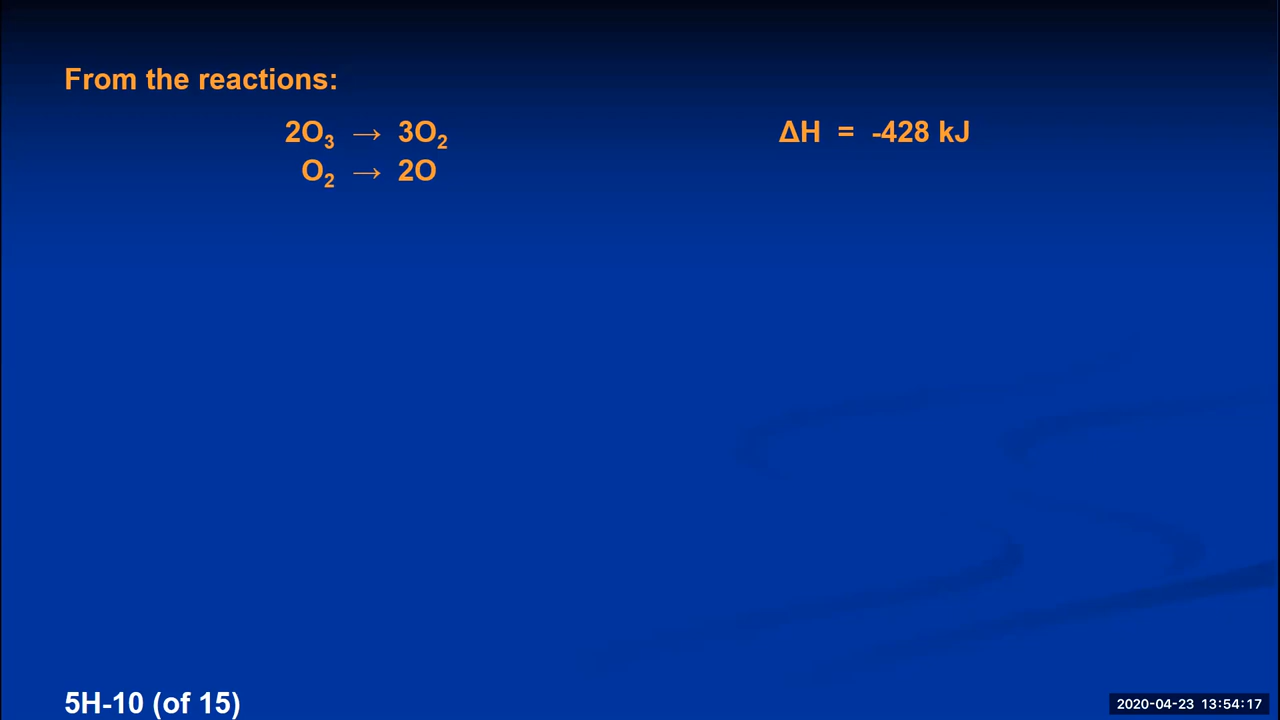 From the reactions:
2O₃ → 3O₂ ΔH = -428 kJ
O₂ → 2O
5H-10 (of 15)
2020-04-23 13:54:17